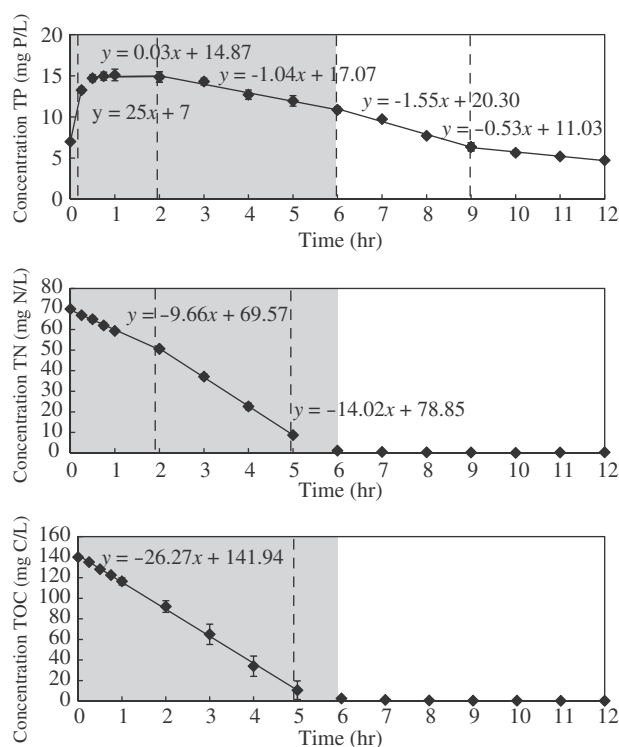 Concentration TP (mg P/L)
20
15
10
5
0
y = 0.03x + 14.87
y = -1.04x + 17.07
y = 25x + 7
y = -1.55x + 20.30
y = -0.53x + 11.03
0 1 2 3 4 5 6 7 8 9 10 11 12
Time (hr)
Concentration TN (mg N/L)
80
70
60
50
40
30
20
10
0
y = -9.66x + 69.57
y = -14.02x + 78.85
0 1 2 3 4 5 6 7 8 9 10 11 12
Time (hr)
Concentration TOC (mg C/L)
160
140
120
100
80
60
40
20
0
y = -26.27x + 141.94
0 1 2 3 4 5 6 7 8 9 10 11 12
Time (hr)